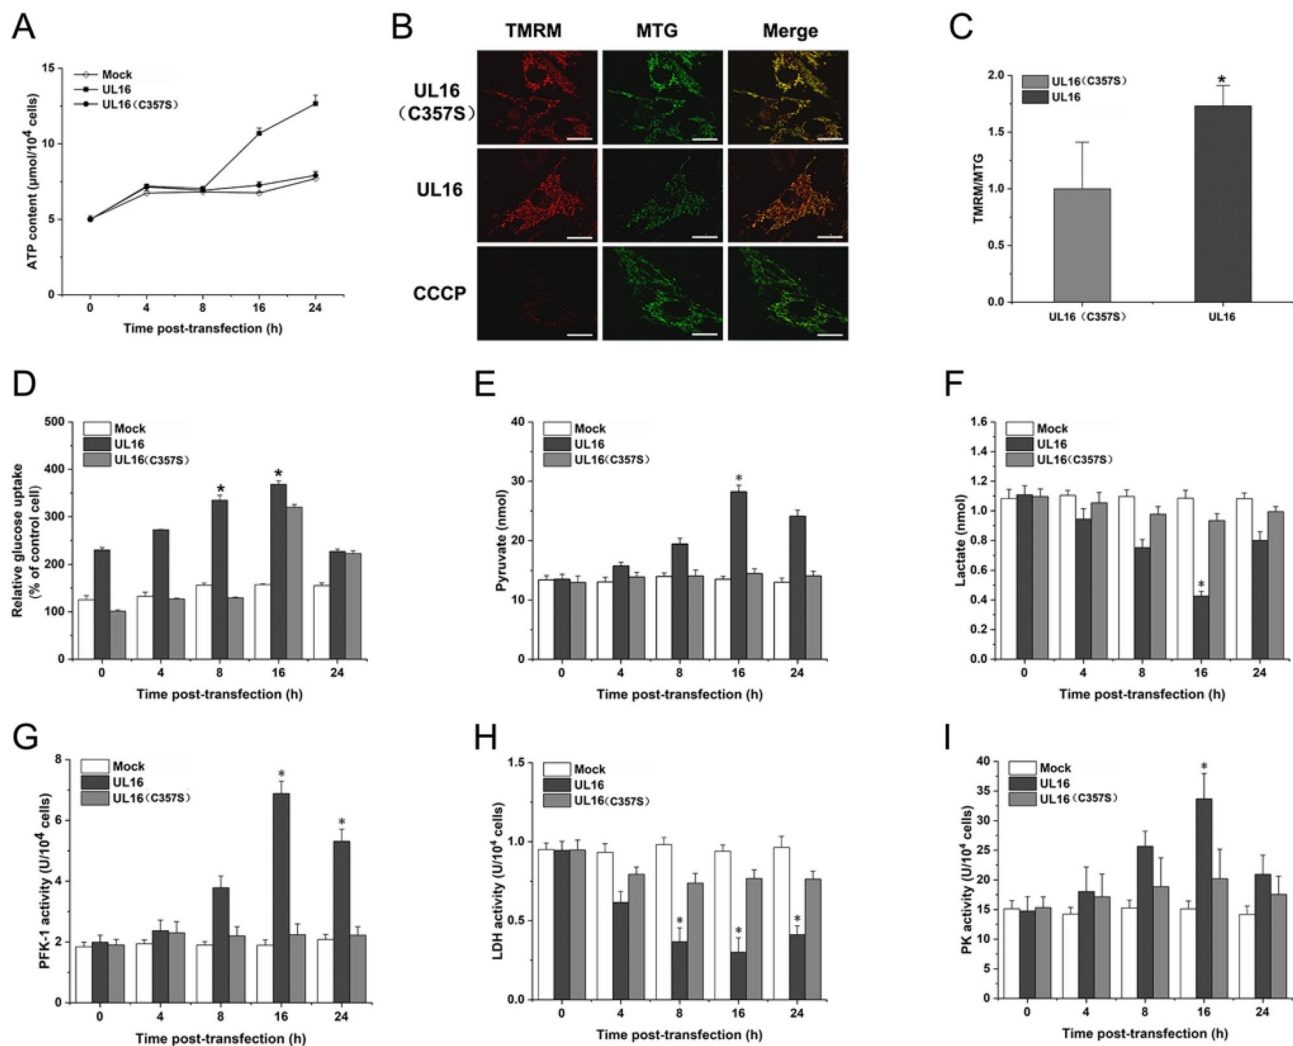 A
15
10
5
0
ATP content (μmol/10⁴ cells)
Mock
UL16
UL16(C357S)
0 4 8 16 24
Time post-transfection (h)
B
TMRM MTG Merge
UL16
(C357S)
UL16
CCCP
C
2.0
1.5
1.0
0.5
0.0
TMRM/MTG
UL16(C357S)
UL16
*
UL16(C357S) UL16
D
500
400
300
200
100
0
Relative glucose uptake
(% of control cell)
Mock
UL16
UL16(C357S)
* *
0 4 8 16 24
Time post-transfection (h)
E
40
30
20
10
0
Pyruvate (nmol)
Mock
UL16
UL16(C357S)
*
0 4 8 16 24
Time post-transfection (h)
F
1.6
1.4
1.2
1.0
0.8
0.6
0.4
0.2
0.0
Lactate (nmol)
Mock
UL16
UL16(C357S)
*
0 4 8 16 24
Time post-transfection (h)
G
8
6
4
2
0
PFK-1 activity (U/10⁴ cells)
Mock
UL16
UL16(C357S)
* *
0 4 8 16 24
Time post-transfection (h)
H
1.5
1.0
0.5
0.0
LDH activity (U/10⁴ cells)
Mock
UL16
UL16(C357S)
* * *
0 4 8 16 24
Time post-transfection (h)
I
40
35
30
25
20
15
10
5
0
PK activity (U/10⁴ cells)
Mock
UL16
UL16(C357S)
*
0 4 8 16 24
Time post-transfection (h)